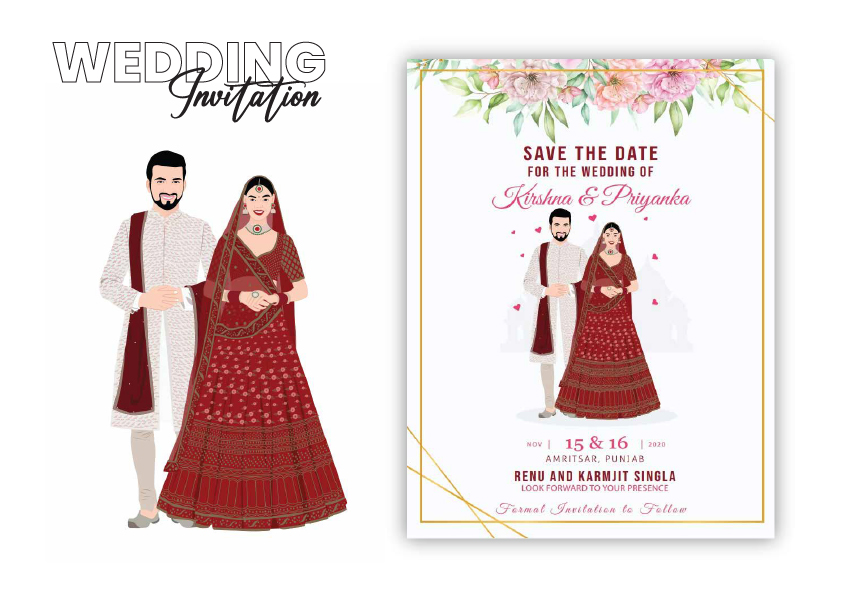 WEDDING
Invitation
SAVE THE DATE
FOR THE WEDDING OF
Kirshna & Priyanka
NOV | 15 & 16 | 2020
AMRITSAR, PUNJAB
RENU AND KARMJIT SINGLA
LOOK FORWARD TO YOUR PRESENCE
Formal Invitation to Follow